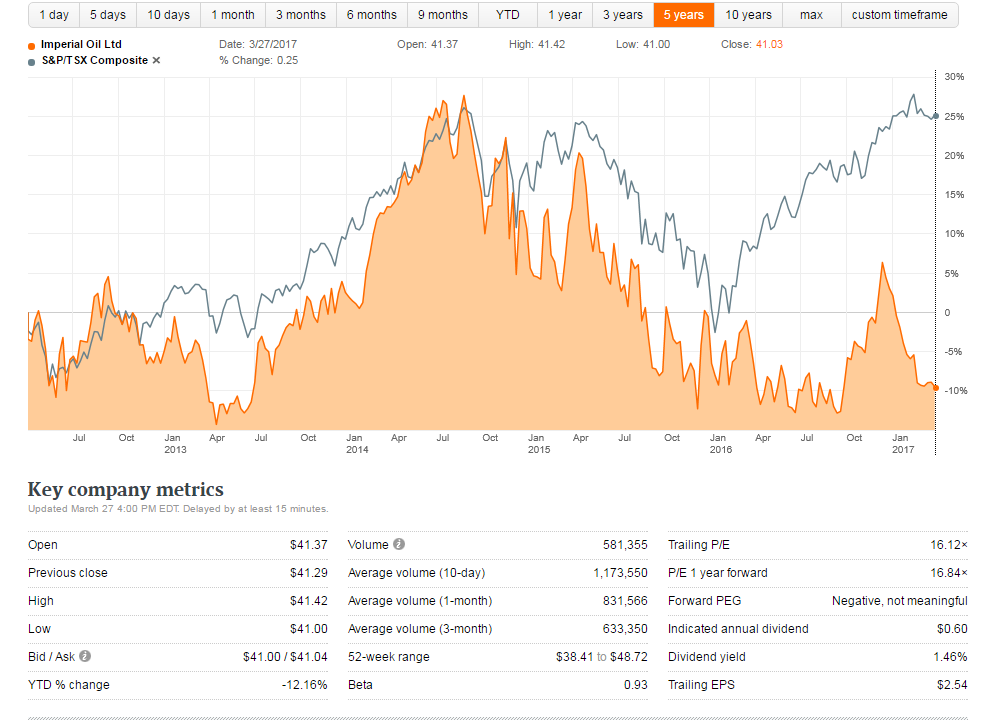 1 day 5 days 10 days 1 month 3 months 6 months 9 months YTD 1 year 3 years 5 years 10 years max custom timeframe
Imperial Oil Ltd Date: 3/27/2017 Open: 41.37 High: 41.42 Low: 41.00 Close: 41.03
S&P/TSX Composite ✕ % Change: 0.25
30%
25%
20%
15%
10%
5%
0
-5%
-10%
Jul Oct Jan Apr Jul Oct Jan Apr Jul Oct Jan Apr Jul Oct Jan Apr Jul Oct Jan
2013 2014 2015 2016 2017
Key company metrics
Updated March 27 4:00 PM EDT. Delayed by at least 15 minutes.
Open $41.37 Volume 581,355 Trailing P/E 16.12×
Previous close $41.29 Average volume (10-day) 1,173,550 P/E 1 year forward 16.84×
High $41.42 Average volume (1-month) 831,566 Forward PEG Negative, not meaningful
Low $41.00 Average volume (3-month) 633,350 Indicated annual dividend $0.60
Bid / Ask $41.00 / $41.04 52-week range $38.41 to $48.72 Dividend yield 1.46%
YTD % change -12.16% Beta 0.93 Trailing EPS $2.54